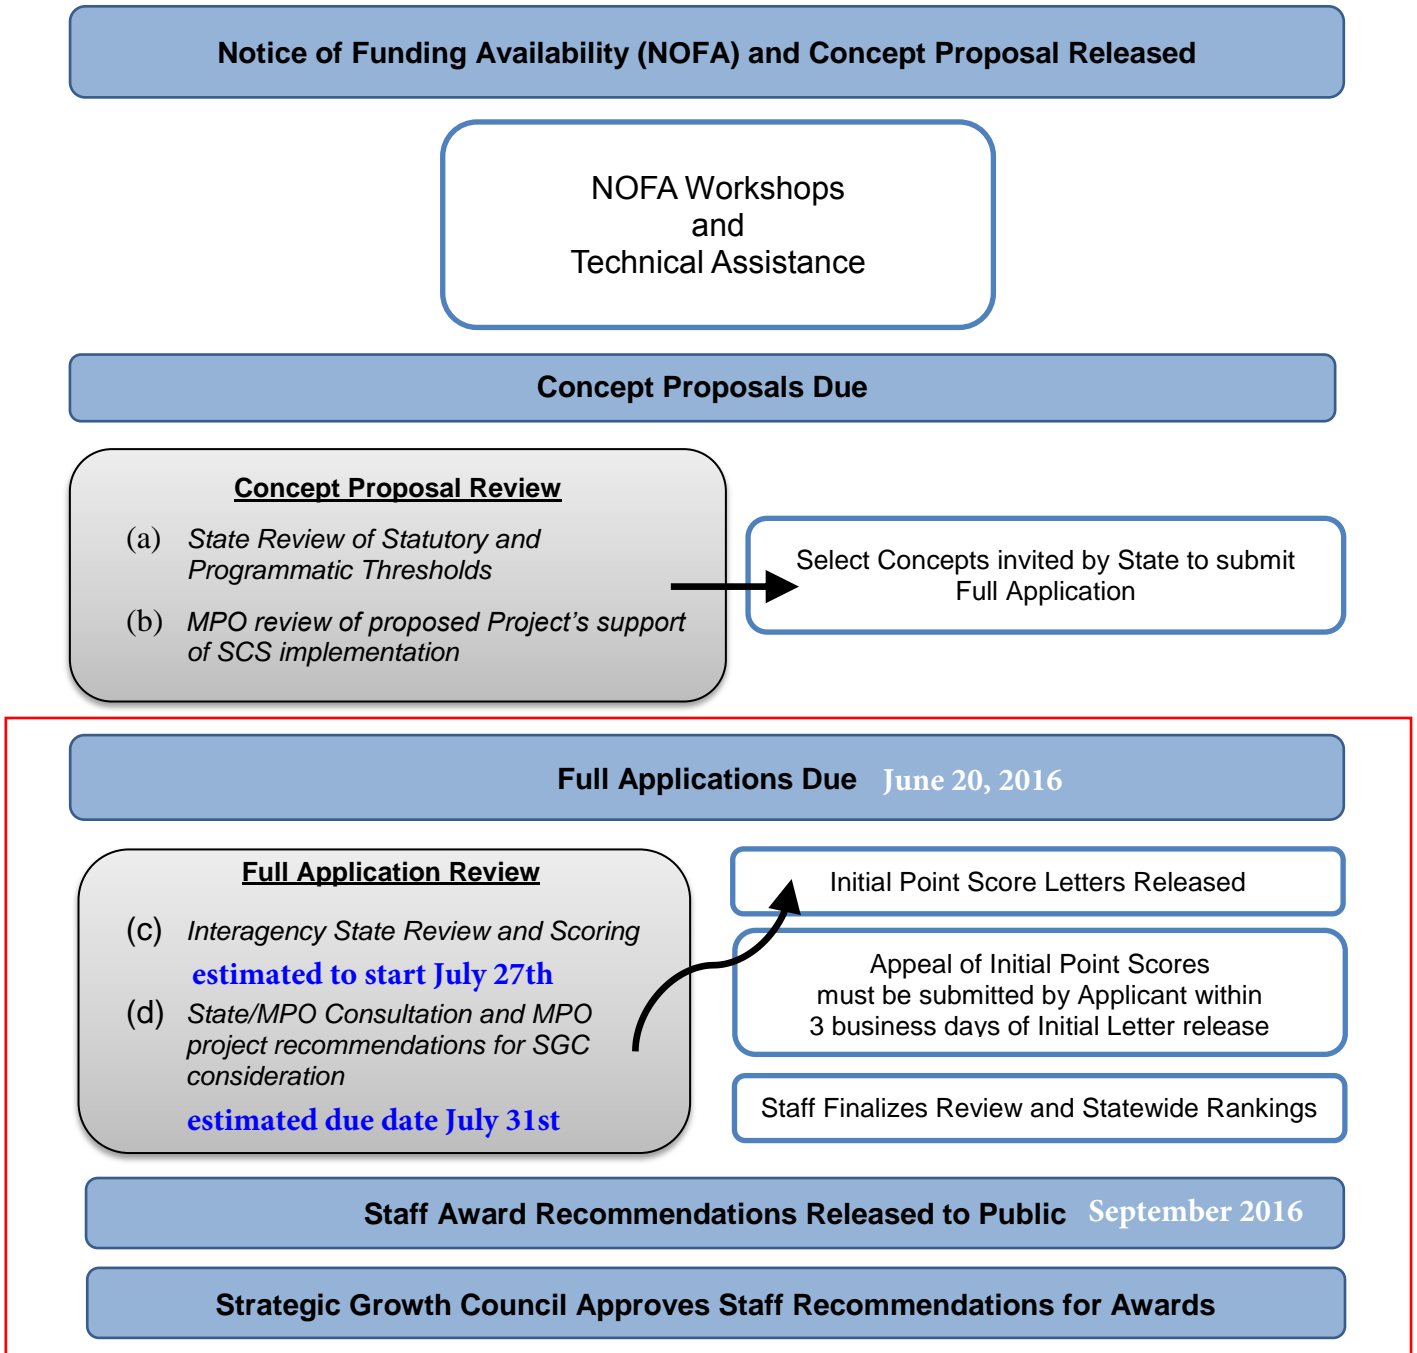 Notice of Funding Availability (NOFA) and Concept Proposal Released
NOFA Workshops
and
Technical Assistance
Concept Proposals Due
Concept Proposal Review
(a) State Review of Statutory and
Programmatic Thresholds
(b) MPO review of proposed Project's support
of SCS implementation
Select Concepts invited by State to submit
Full Application
Full Applications Due June 20, 2016
Full Application Review
(c) Interagency State Review and Scoring
estimated to start July 27th
(d) State/MPO Consultation and MPO
project recommendations for SGC
consideration
estimated due date July 31st
Initial Point Score Letters Released
Appeal of Initial Point Scores
must be submitted by Applicant within
3 business days of Initial Letter release
Staff Finalizes Review and Statewide Rankings
Staff Award Recommendations Released to Public September 2016
Strategic Growth Council Approves Staff Recommendations for Awards